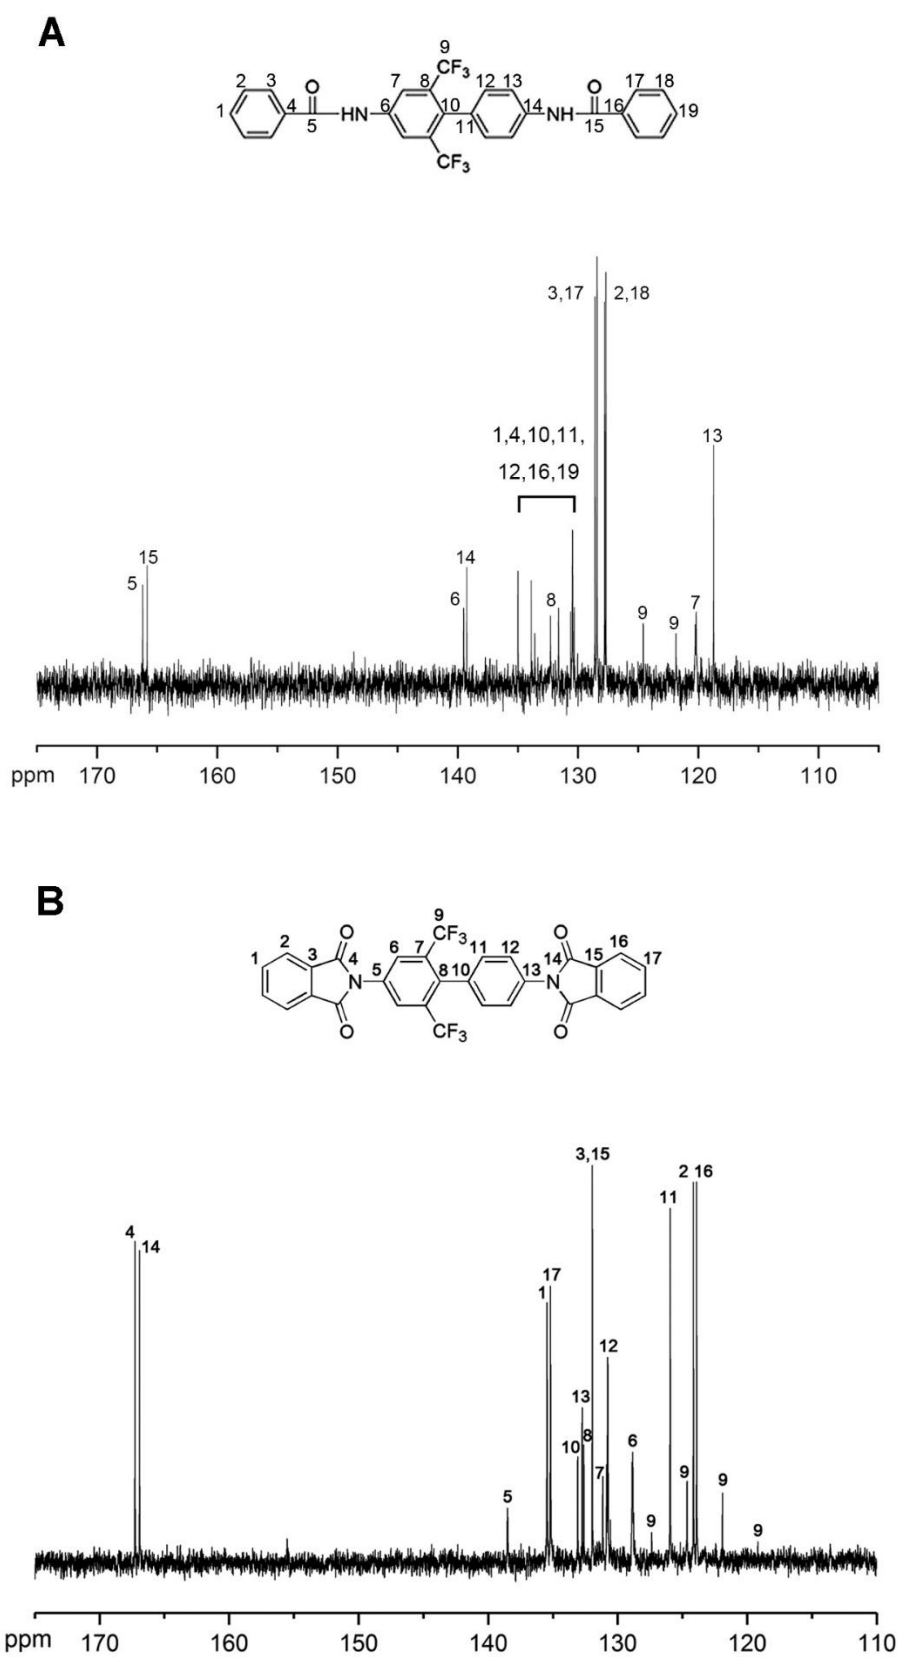 A
9
CF₃
2 3 O 7 8 12 13 O 17 18
1 4 HN 6 10 14 NH 16 19
5 11 15
CF₃
3,17 2,18
1,4,10,11,
12,16,19
13
15 14
5 6 8 9 9 7
ppm 170 160 150 140 130 120 110
B
9
O CF₃ O
1 2 3 4 6 7 11 12 14 15 16 17
N 5 8 10 13 N
O CF₃ O
3,15
2 16
11
4
14
17
1
12
13
10 8 6
7 9 9
5
9 9
ppm 170 160 150 140 130 120 110